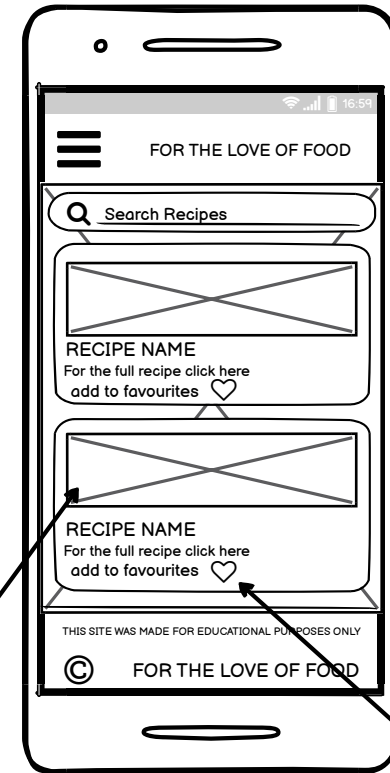 16:59
FOR THE LOVE OF FOOD
Search Recipes
RECIPE NAME
For the full recipe click here
add to favourites
RECIPE NAME
For the full recipe click here
add to favourites
THIS SITE WAS MADE FOR EDUCATIONAL PURPOSES ONLY
© FOR THE LOVE OF FOOD